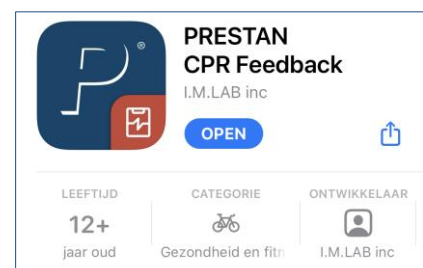 P®
PRESTAN
CPR Feedback
I.M.LAB inc
OPEN
LEEFTIJD
CATEGORIE
ONTWIKKELAAR
12+
jaar oud
Gezondheid en fitn
I.M.LAB inc